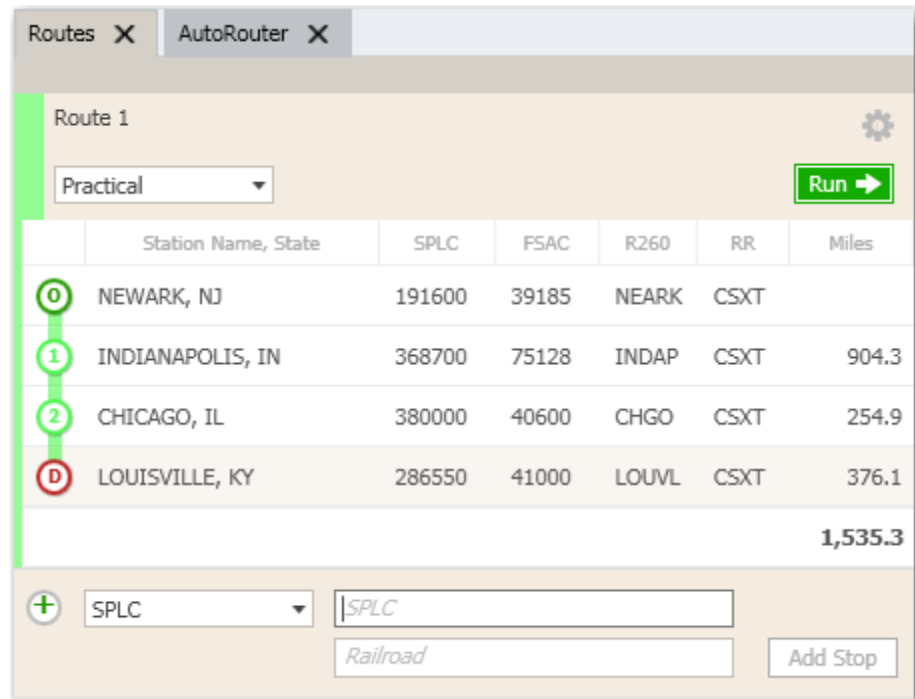 Routes AutoRouter
Route 1
Practical Run
Station Name, State SPLC FSAC R260 RR Miles
O NEWARK, NJ 191600 39185 NEARK CSXT
1 INDIANAPOLIS, IN 368700 75128 INDAP CSXT 904.3
2 CHICAGO, IL 380000 40600 CHGO CSXT 254.9
D LOUISVILLE, KY 286550 41000 LOUVL CSXT 376.1
1,535.3
SPLC SPLC
Railroad Add Stop